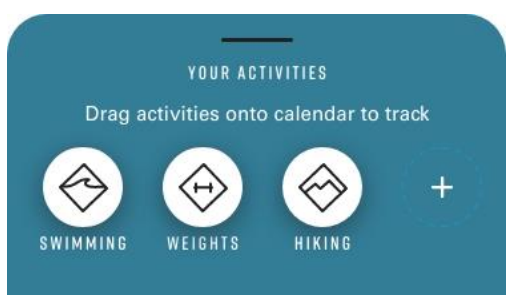 YOUR ACTIVITIES
Drag activities onto calendar to track
+
SWIMMING WEIGHTS HIKING